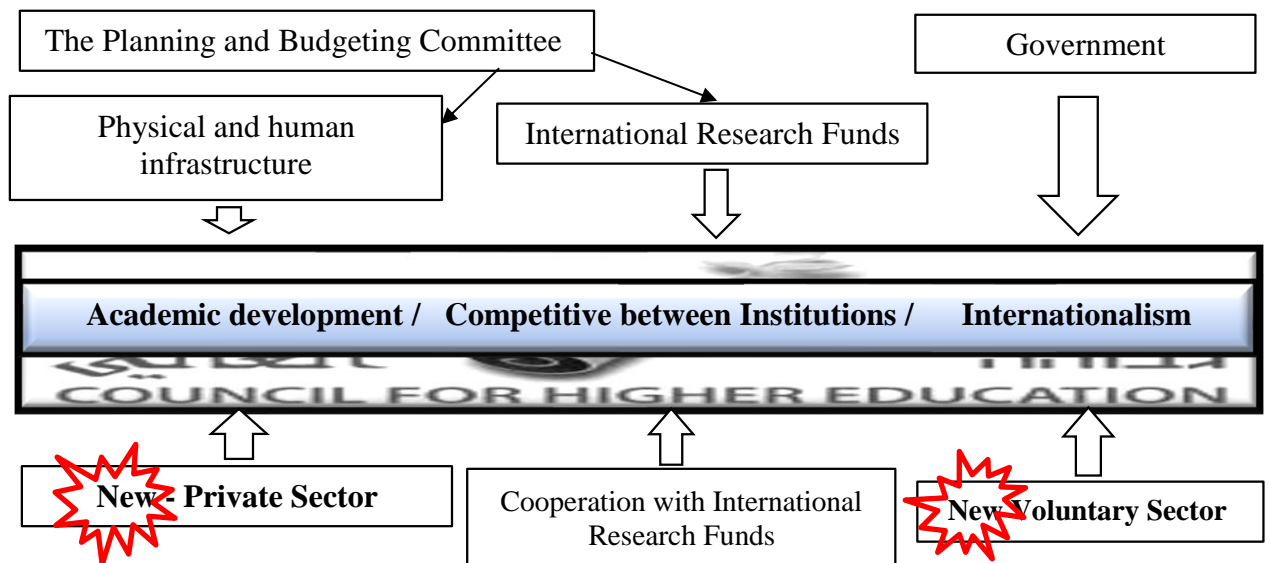 The Planning and Budgeting Committee
Government
Physical and human
infrastructure
International Research Funds
Academic development / Competitive between Institutions / Internationalism
COUNCIL FOR HIGHER EDUCATION
New - Private Sector
Cooperation with International
Research Funds
New Voluntary Sector